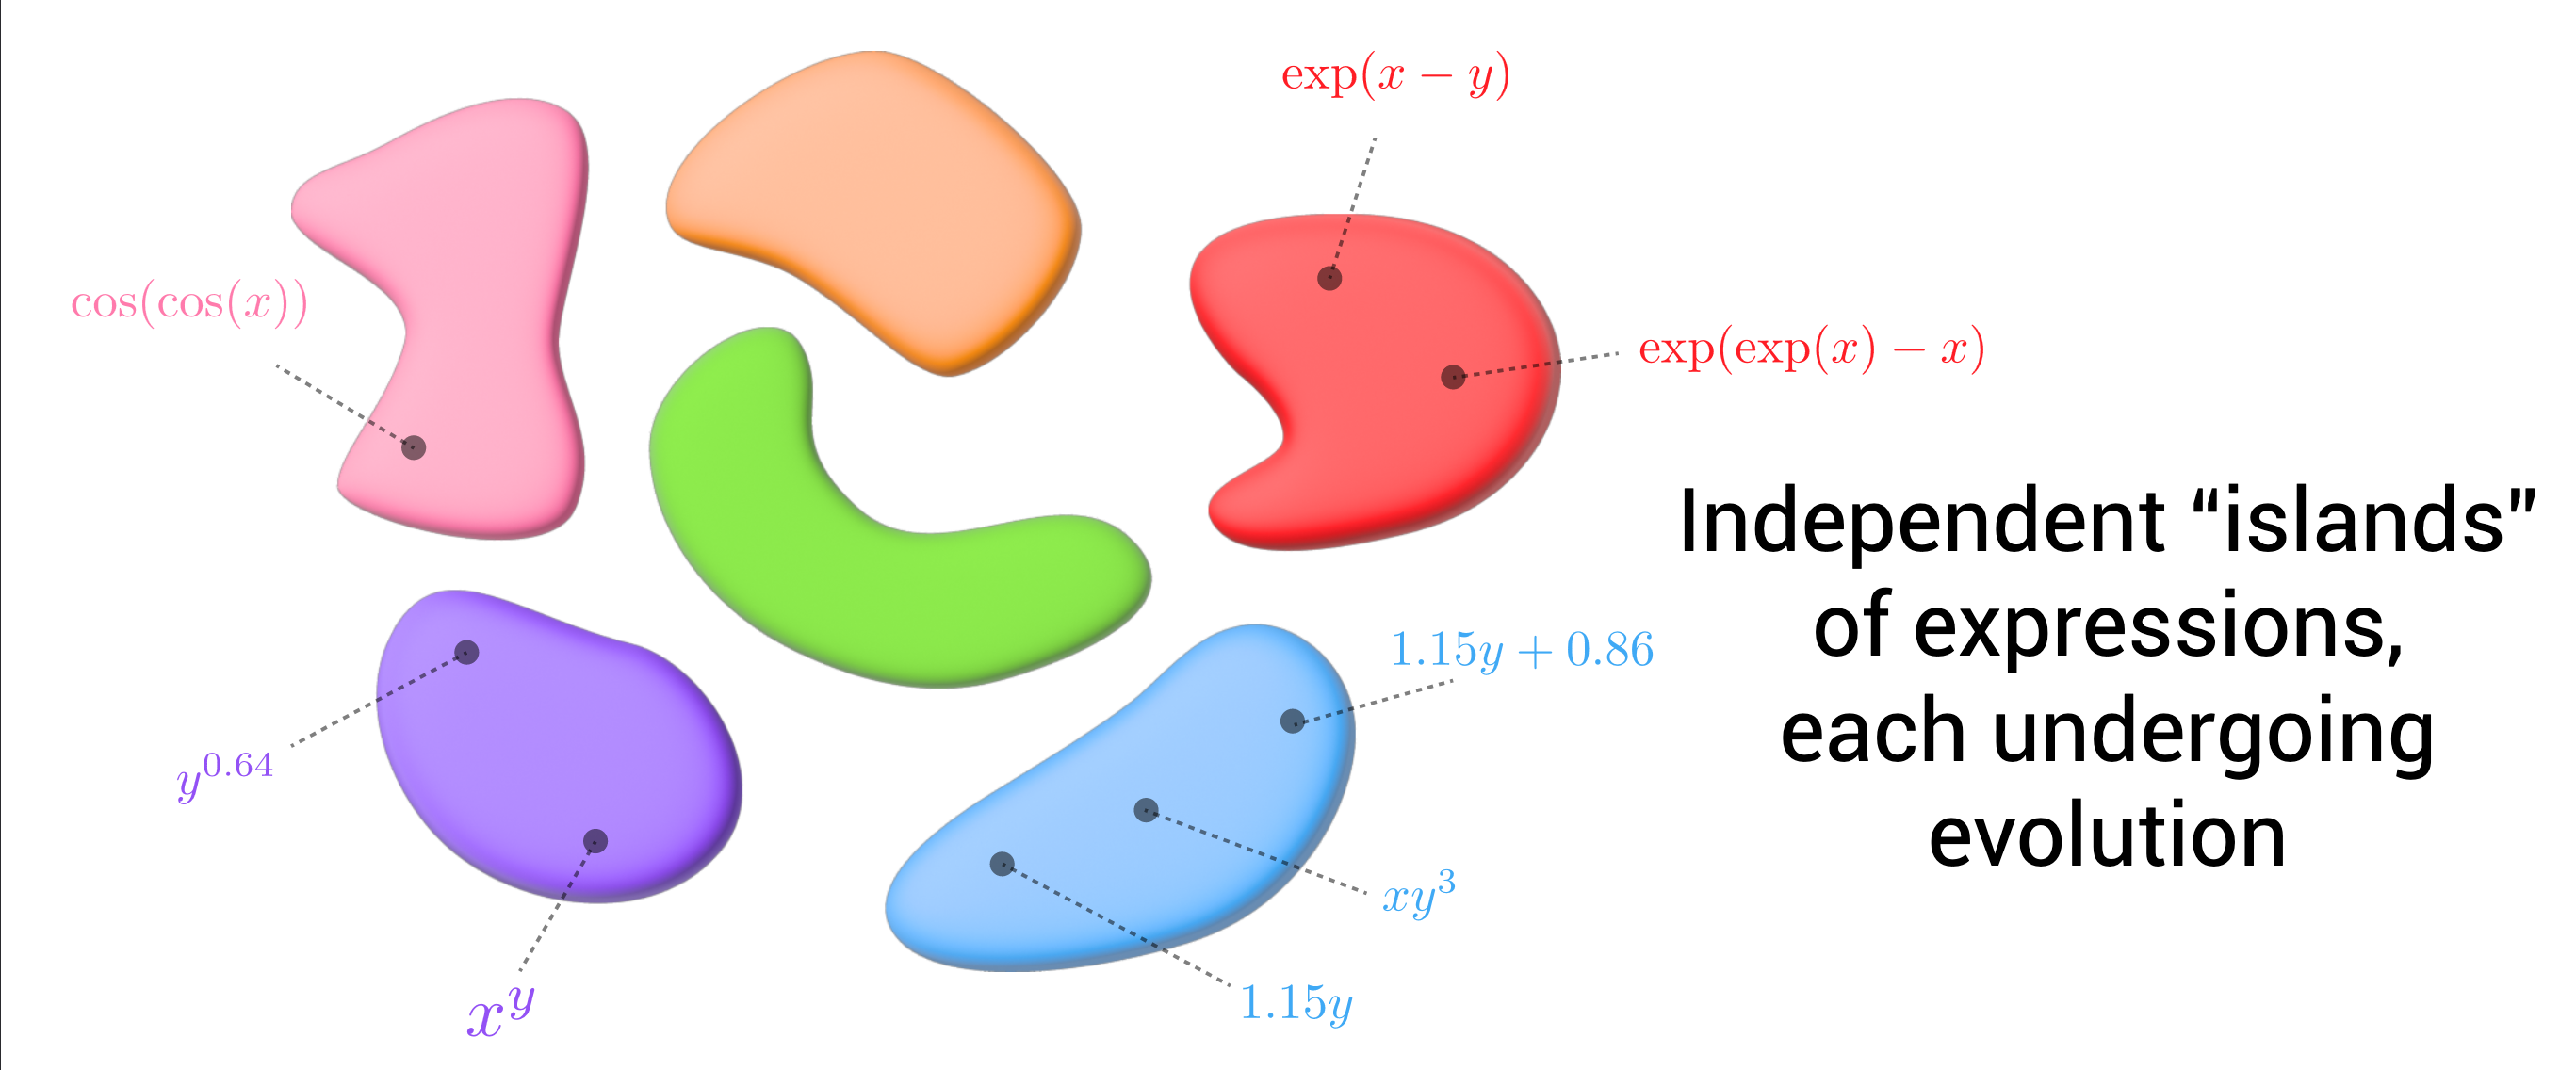 exp(x − y)
cos(cos(x))
exp(exp(x) − x)
Independent “islands”
of expressions,
each undergoing
evolution
1.15y + 0.86
y^0.64
xy^3
1.15y
x^y